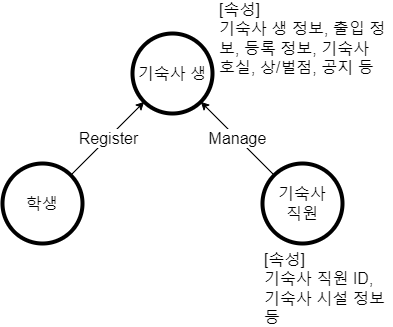 [속성]
기숙사 생 정보, 출입 정
보, 등록 정보, 기숙사
호실, 상/벌점, 공지 등
기숙사 생
Register
Manage
학생
기숙사
직원
[속성]
기숙사 직원 ID,
기숙사 시설 정보
등